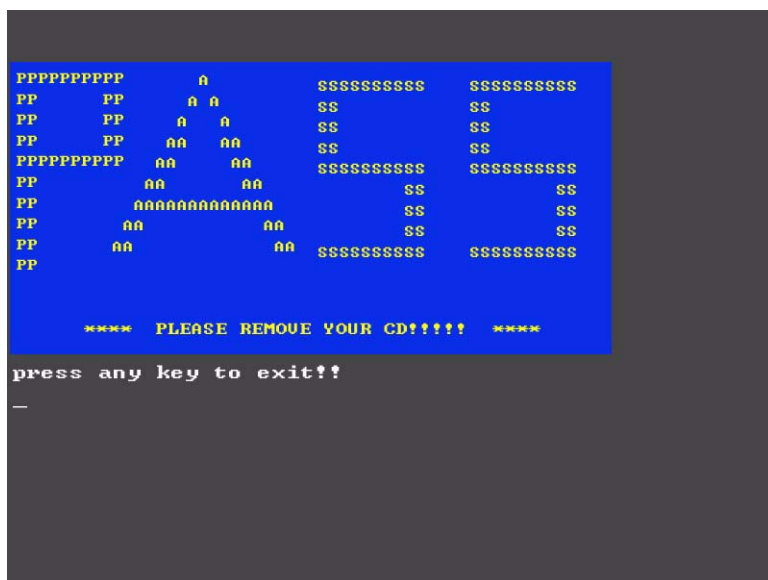 PPPPPPPPPP       A          SSSSSSSSSS    SSSSSSSSSS
PP      PP      A A         SS            SS
PP      PP     A   A        SS            SS
PP      PP    AA   AA       SS            SS
PPPPPPPPPP   AA     AA      SSSSSSSSSS    SSSSSSSSSS
PP          AA       AA             SS            SS
PP         AAAAAAAAAAAAA            SS            SS
PP        AA           AA           SS            SS
PP       AA             AA  SSSSSSSSSS    SSSSSSSSSS
PP
**** PLEASE REMOVE YOUR CD!!!!! ****
press any key to exit!!
_